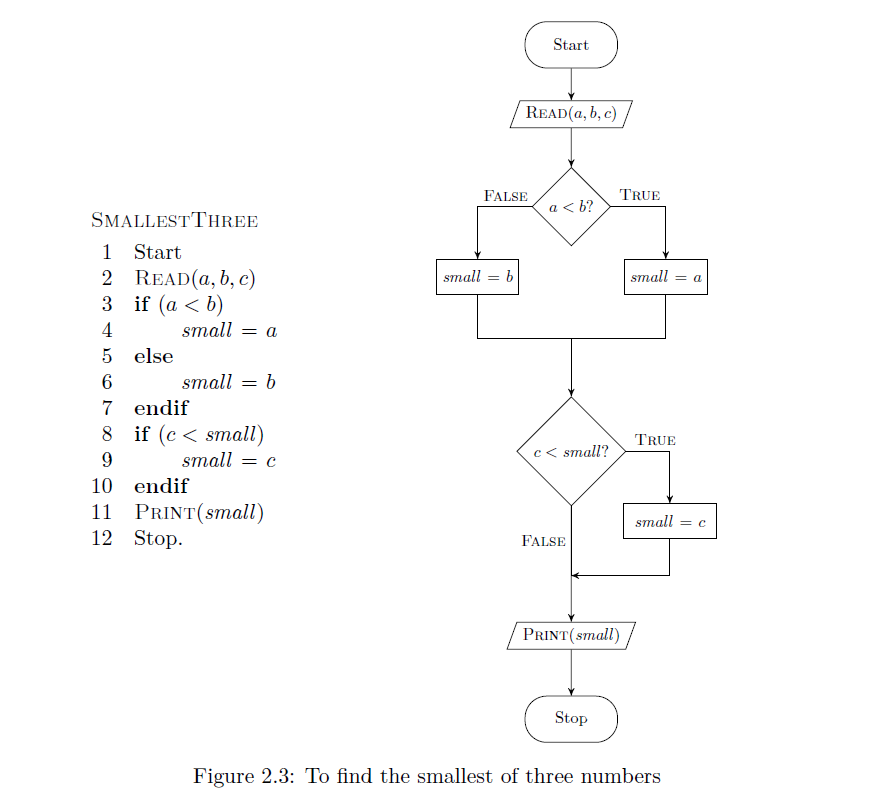 SMALLESTTHREE
1 Start
2 READ(a, b, c)
3 if (a < b)
4 small = a
5 else
6 small = b
7 endif
8 if (c < small)
9 small = c
10 endif
11 PRINT(small)
12 Stop.
Start
READ(a, b, c)
FALSE
a < b?
TRUE
small = b
small = a
c < small?
TRUE
small = c
FALSE
PRINT(small)
Stop
Figure 2.3: To find the smallest of three numbers